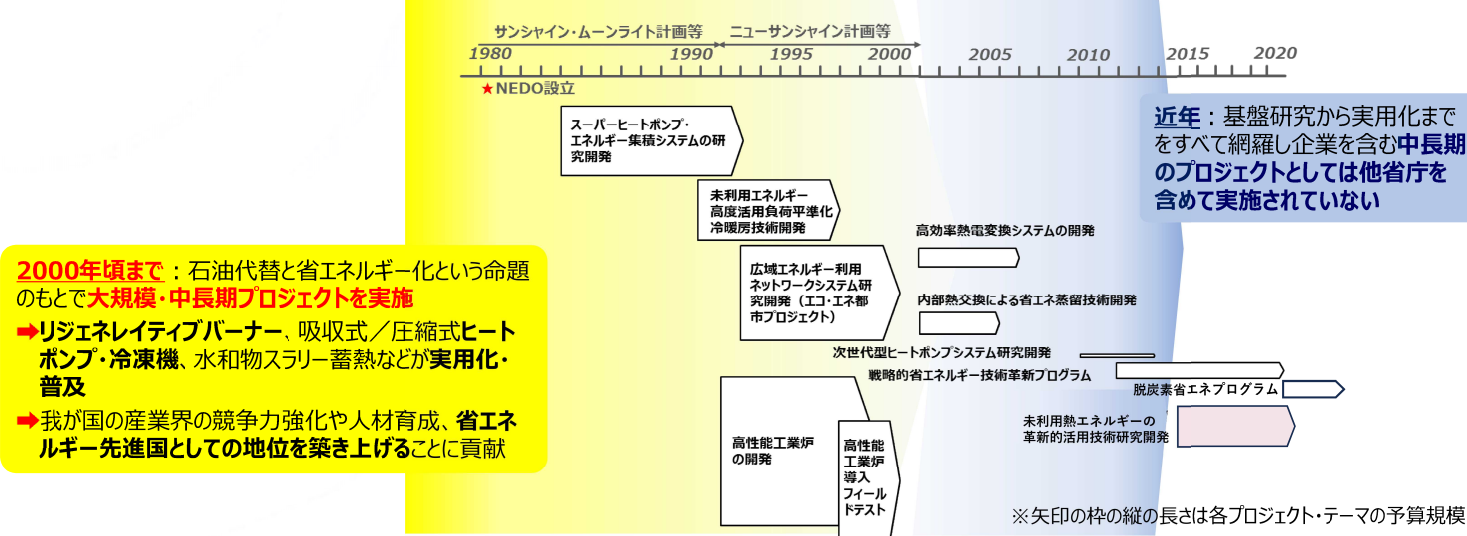 サンシャイン・ムーンライト計画等
ニューサンシャイン計画等
1980
1990
1995
2000
2005
2010
2015
2020
★NEDO設立
スーパーヒートポンプ・
エネルギー集積システムの研
究開発
未利用エネルギー
高度活用負荷平準化
冷暖房技術開発
広域エネルギー利用
ネットワークシステム研
究開発（エコ・エネ都
市プロジェクト）
高性能工業炉
の開発
高性能
工業炉
導入
フィール
ドテスト
高効率熱電変換システムの開発
内部熱交換による省エネ蒸留技術開発
次世代型ヒートポンプシステム研究開発
戦略的省エネルギー技術革新プログラム
脱炭素省エネプログラム
未利用熱エネルギーの
革新的活用技術研究開発
近年：基盤研究から実用化まで
をすべて網羅し企業を含む中長期
のプロジェクトとしては他省庁を
含めて実施されていない
2000年頃まで：石油代替と省エネルギー化という命題
のもとで大規模・中長期プロジェクトを実施
➡リジェネレイティブバーナー、吸収式／圧縮式ヒート
ポンプ・冷凍機、水和物スラリー蓄熱などが実用化・
普及
➡我が国の産業界の競争力強化や人材育成、省エネ
ルギー先進国としての地位を築き上げることに貢献
※矢印の枠の縦の長さは各プロジェクト・テーマの予算規模